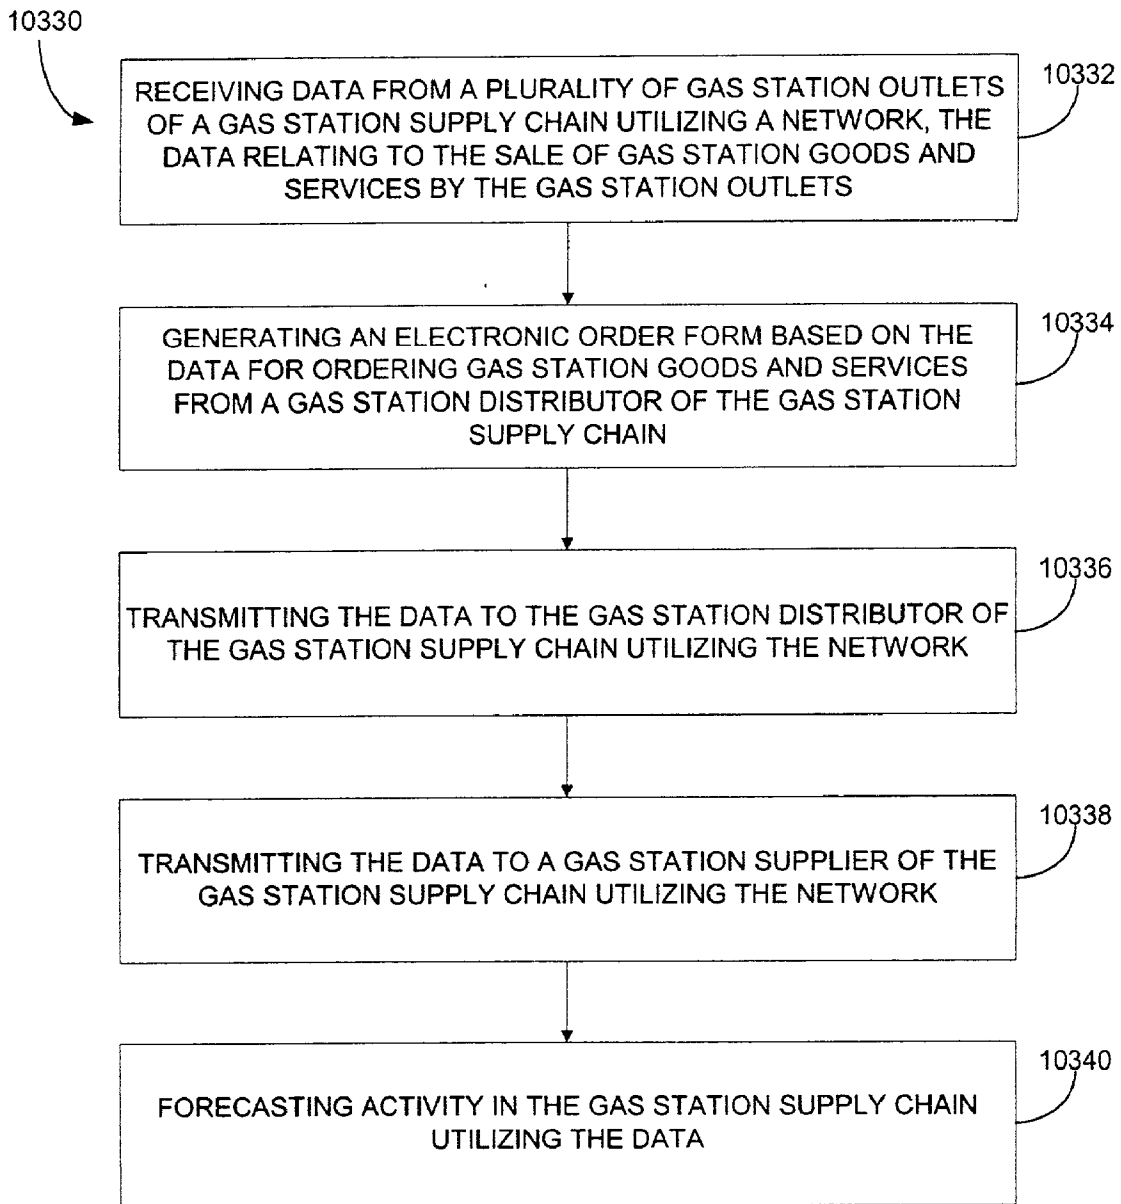 10330
10332
RECEIVING DATA FROM A PLURALITY OF GAS STATION OUTLETS
OF A GAS STATION SUPPLY CHAIN UTILIZING A NETWORK, THE
DATA RELATING TO THE SALE OF GAS STATION GOODS AND
SERVICES BY THE GAS STATION OUTLETS
10334
GENERATING AN ELECTRONIC ORDER FORM BASED ON THE
DATA FOR ORDERING GAS STATION GOODS AND SERVICES
FROM A GAS STATION DISTRIBUTOR OF THE GAS STATION
SUPPLY CHAIN
10336
TRANSMITTING THE DATA TO THE GAS STATION DISTRIBUTOR OF
THE GAS STATION SUPPLY CHAIN UTILIZING THE NETWORK
10338
TRANSMITTING THE DATA TO A GAS STATION SUPPLIER OF THE
GAS STATION SUPPLY CHAIN UTILIZING THE NETWORK
10340
FORECASTING ACTIVITY IN THE GAS STATION SUPPLY CHAIN
UTILIZING THE DATA